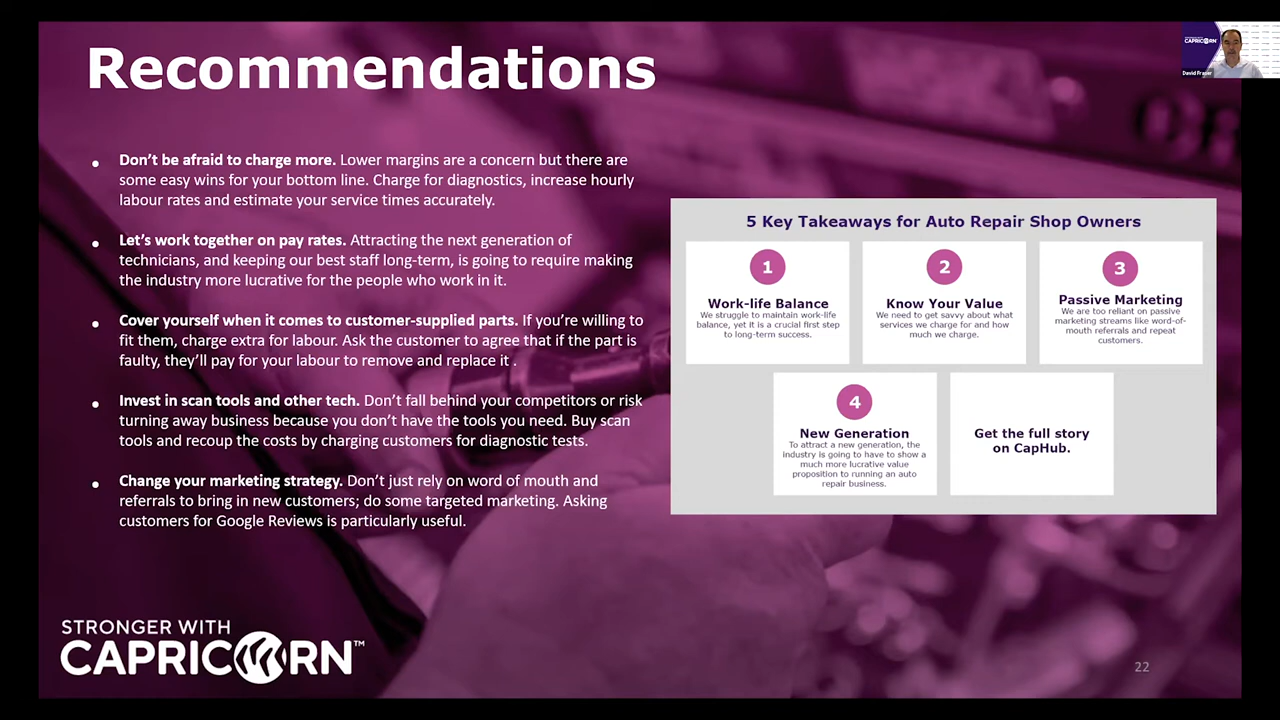 Recommendations
CAPRICORN
David Fraser
• Don't be afraid to charge more. Lower margins are a concern but there are
some easy wins for your bottom line. Charge for diagnostics, increase hourly
labour rates and estimate your service times accurately.
• Let's work together on pay rates. Attracting the next generation of
technicians, and keeping our best staff long-term, is going to require making
the industry more lucrative for the people who work in it.
• Cover yourself when it comes to customer-supplied parts. If you're willing to
fit them, charge extra for labour. Ask the customer to agree that if the part is
faulty, they'll pay for your labour to remove and replace it .
• Invest in scan tools and other tech. Don't fall behind your competitors or risk
turning away business because you don't have the tools you need. Buy scan
tools and recoup the costs by charging customers for diagnostic tests.
• Change your marketing strategy. Don't just rely on word of mouth and
referrals to bring in new customers; do some targeted marketing. Asking
customers for Google Reviews is particularly useful.
5 Key Takeaways for Auto Repair Shop Owners
1
Work-life Balance
We struggle to maintain work-life
balance, yet it is a crucial first step
to long-term success.
2
Know Your Value
We need to get savvy about what
services we charge for and how
much we charge.
3
Passive Marketing
We are too reliant on passive
marketing streams like word-of-
mouth referrals and repeat
customers.
4
New Generation
To attract a new generation, the
industry is going to have to show a
much more lucrative value
proposition to running an auto
repair business.
Get the full story
on CapHub.
STRONGER WITH
CAPRICORN™
22